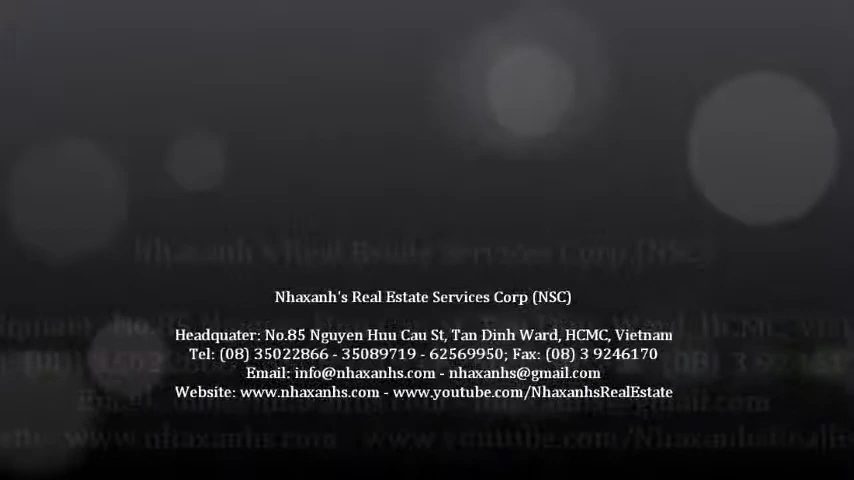 Nhaxanh's Real Estate Services Corp (NSC)
Headquater: No.85 Nguyen Huu Cau St, Tan Dinh Ward, HCMC, Vietnam
Tel: (08) 35022866 - 35089719 - 62569950; Fax: (08) 3 9246170
Email: info@nhaxanhs.com - nhaxanhs@gmail.com
Website: www.nhaxanhs.com - www.youtube.com/NhaxanhsRealEstate